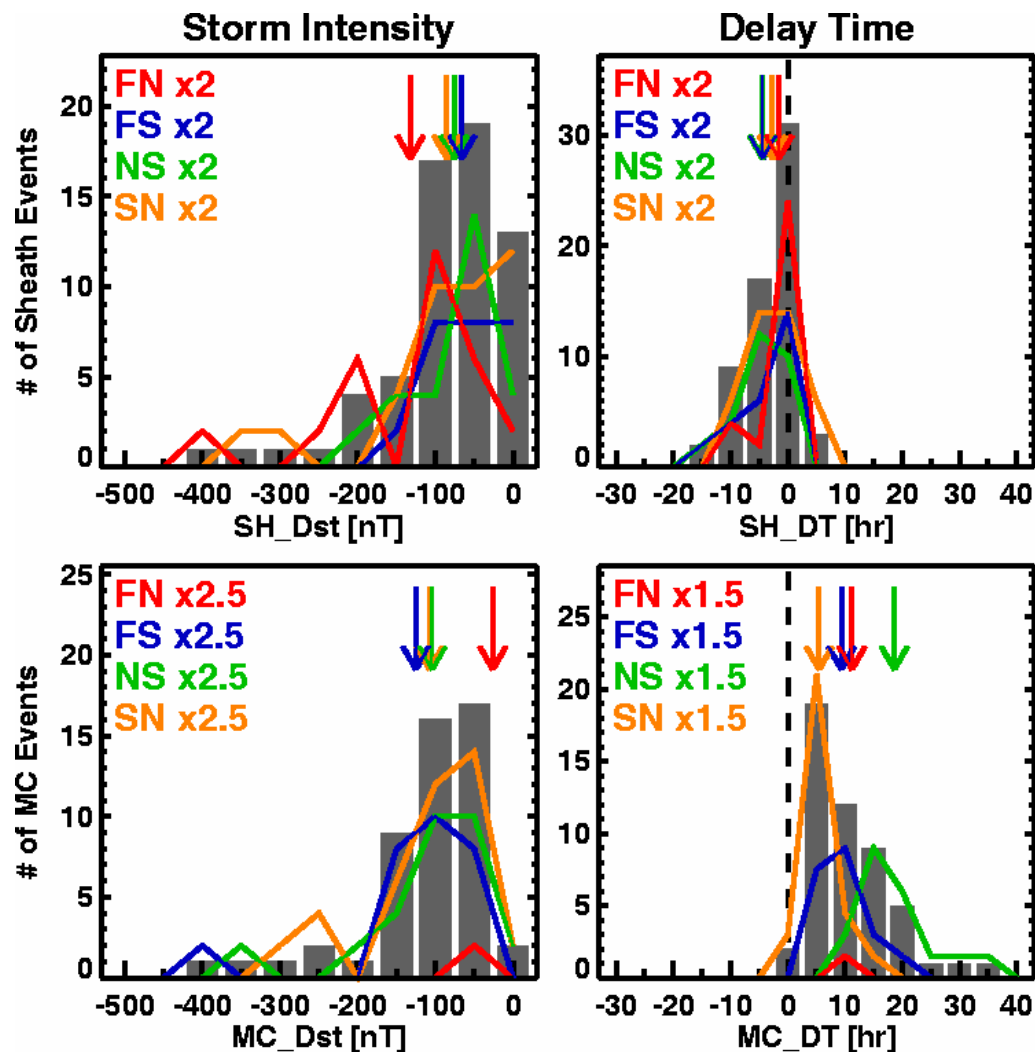 Storm Intensity
Delay Time
FN x2
FS x2
NS x2
SN x2
# of Sheath Events
20
15
10
5
0
-500 -400 -300 -200 -100 0
SH_Dst [nT]
FN x2
FS x2
NS x2
SN x2
30
20
10
0
-30 -20 -10 0 10 20 30 40
SH_DT [hr]
FN x2.5
FS x2.5
NS x2.5
SN x2.5
# of MC Events
25
20
15
10
5
0
-500 -400 -300 -200 -100 0
MC_Dst [nT]
FN x1.5
FS x1.5
NS x1.5
SN x1.5
25
20
15
10
5
0
-30 -20 -10 0 10 20 30 40
MC_DT [hr]